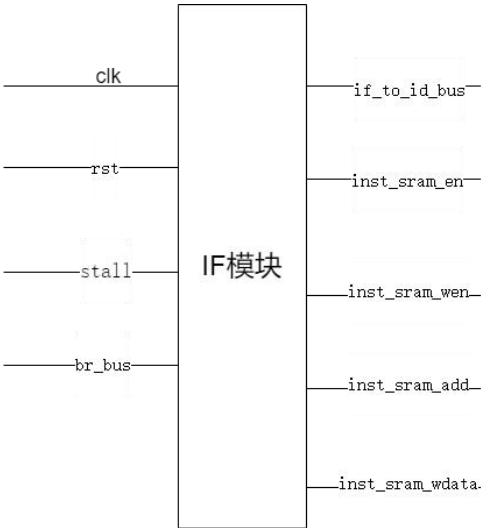 clk
rst
stall
br_bus
IF模块
if_to_id_bus
inst_sram_en
inst_sram_wen
inst_sram_add
inst_sram_wdata